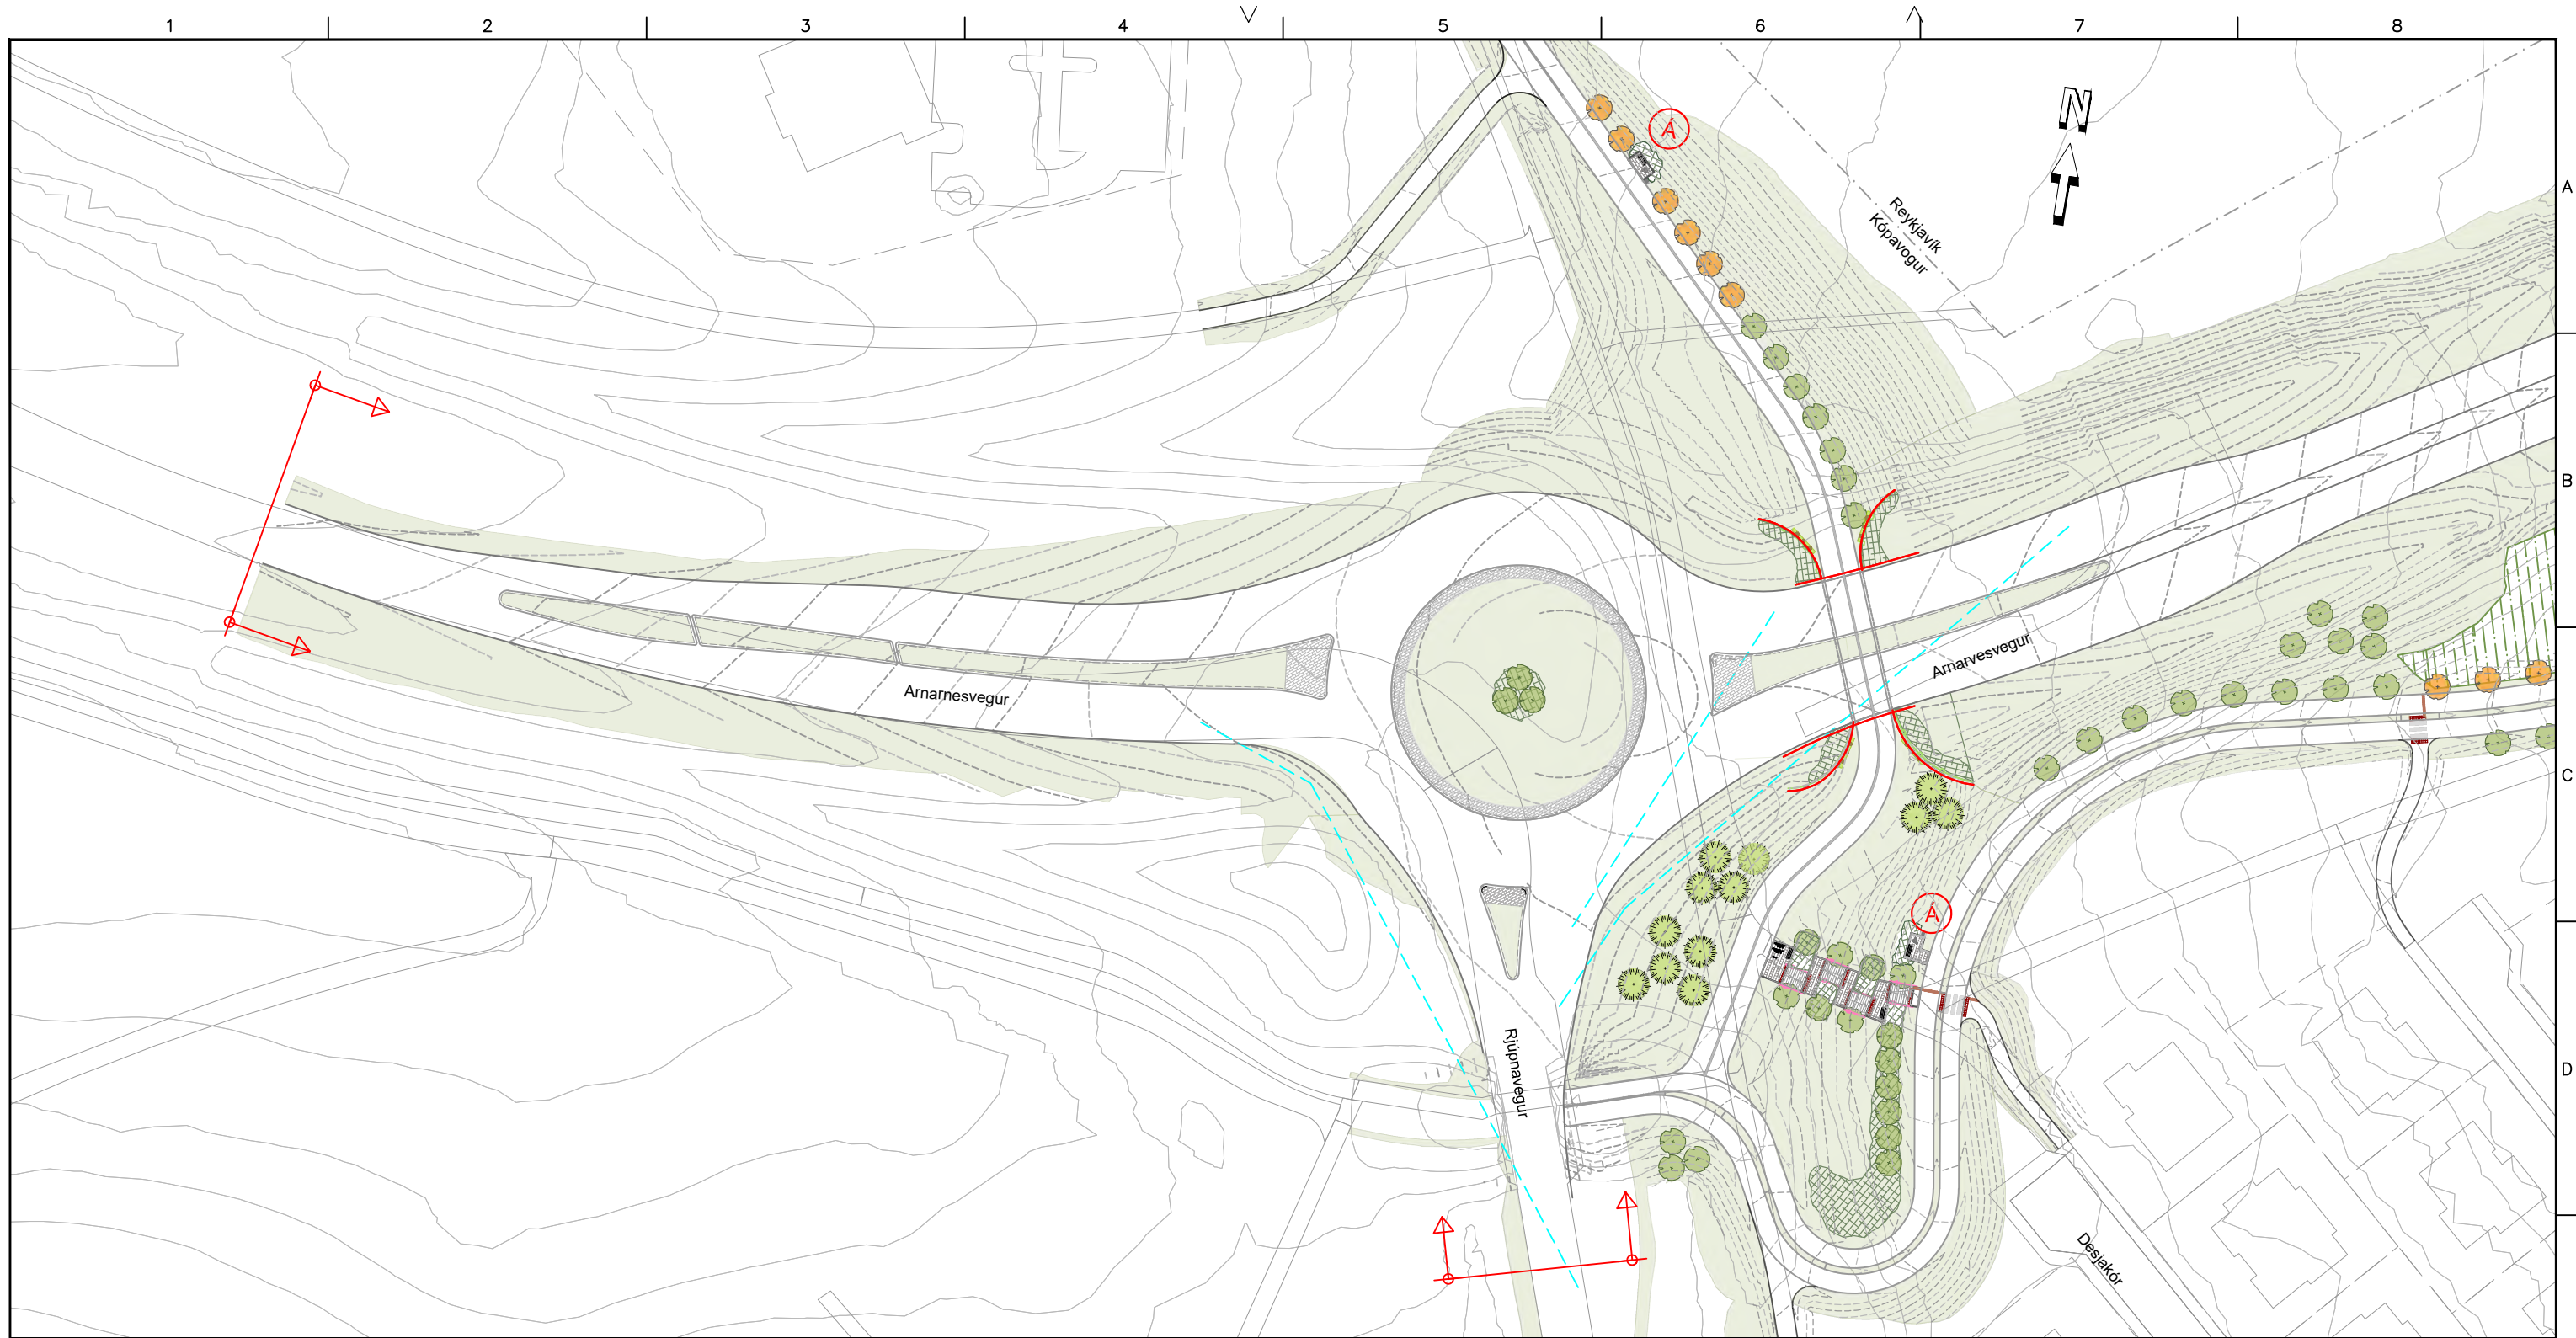 1
2
3
4
5
6
7
8
N
Á
A
Reykjavík
Kópavogur
B
Arnarvesvegur
Arnarnesvegur
C
Á
D
Rjúpnavegur
Desjakór